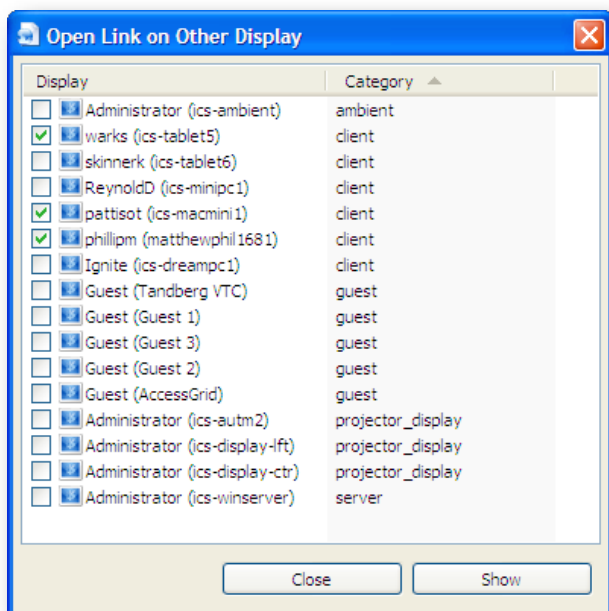 Open Link on Other Display
Display Category
Administrator (ics-ambient) ambient
warks (ics-tablet5) client
skinnerk (ics-tablet6) client
ReynoldD (ics-minipc1) client
pattisot (ics-macmini1) client
phillipm (matthewphil1681) client
Ignite (ics-dreampc1) client
Guest (Tandberg VTC) guest
Guest (Guest 1) guest
Guest (Guest 3) guest
Guest (Guest 2) guest
Guest (AccessGrid) guest
Administrator (ics-autm2) projector_display
Administrator (ics-display-lft) projector_display
Administrator (ics-display-ctr) projector_display
Administrator (ics-winserver) server
Close Show